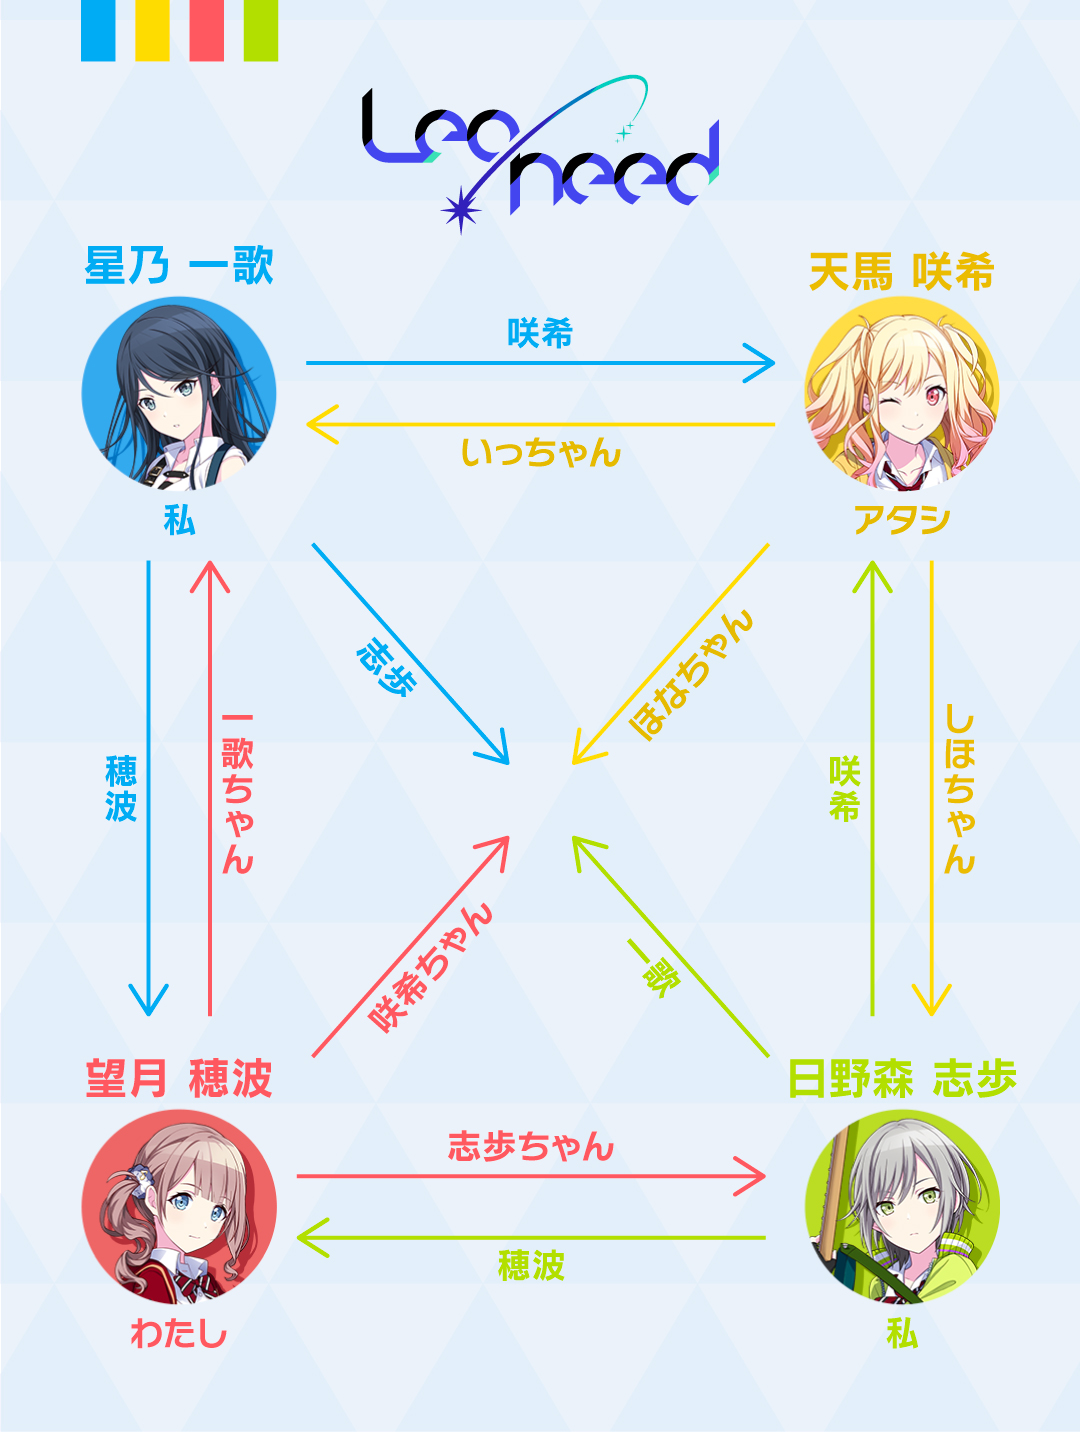 Leo/need
星乃 一歌
天馬 咲希
咲希
いっちゃん
私
アタシ
志歩
ほなちゃん
穂波
一歌ちゃん
咲希
しほちゃん
咲希ちゃん
一歌
望月 穂波
日野森 志歩
志歩ちゃん
穂波
わたし
私